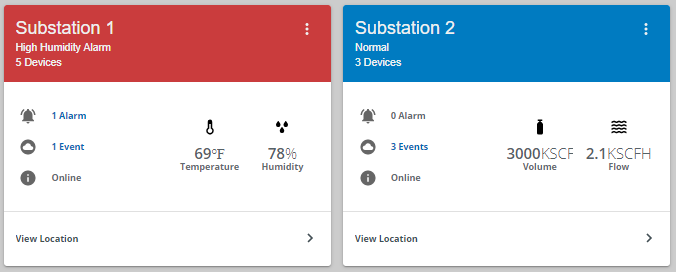 Substation 1
High Humidity Alarm
5 Devices
1 Alarm
1 Event
Online
69°F
Temperature
78%
Humidity
View Location
Substation 2
Normal
3 Devices
0 Alarm
3 Events
Online
3000KSCF
Volume
2.1KSCFH
Flow
View Location